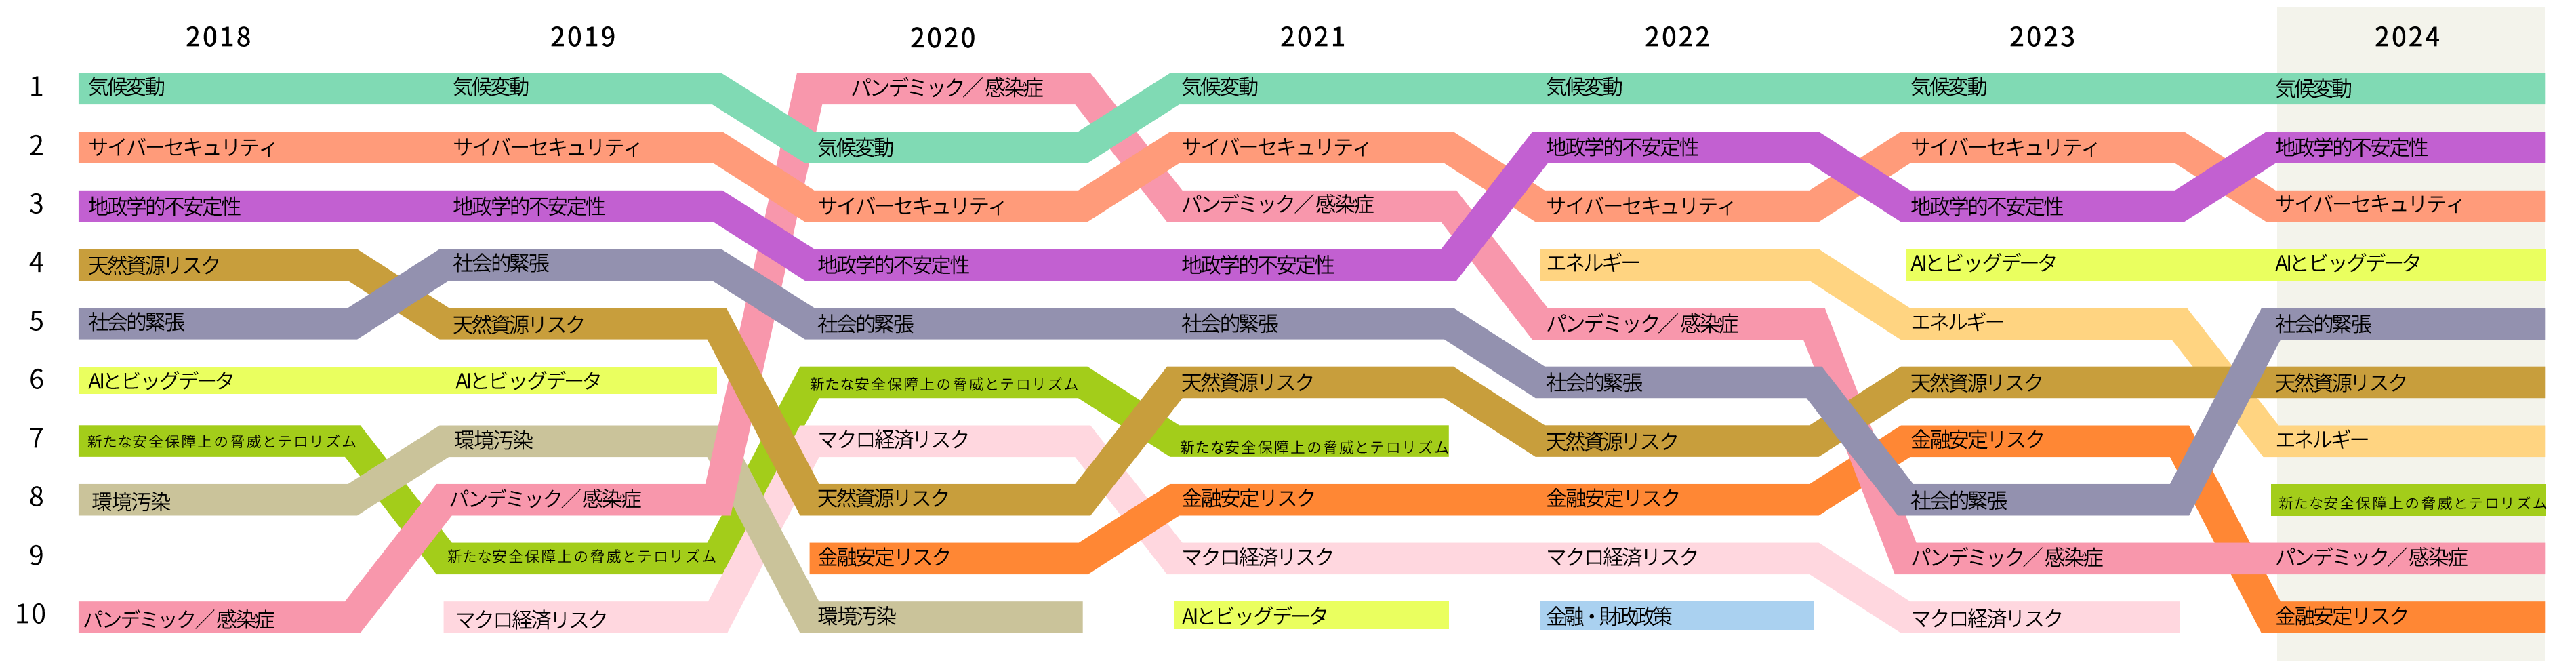 2018 2019 2020 2021 2022 2023 2024
1 気候変動 気候変動 パンデミック／感染症 気候変動 気候変動 気候変動 気候変動
2 サイバーセキュリティ サイバーセキュリティ 気候変動 サイバーセキュリティ 地政学的不安定性 サイバーセキュリティ 地政学的不安定性
3 地政学的不安定性 地政学的不安定性 サイバーセキュリティ パンデミック／感染症 サイバーセキュリティ 地政学的不安定性 サイバーセキュリティ
4 天然資源リスク 社会的緊張 地政学的不安定性 地政学的不安定性 エネルギー AIとビッグデータ AIとビッグデータ
5 社会的緊張 天然資源リスク 社会的緊張 社会的緊張 パンデミック／感染症 エネルギー 社会的緊張
6 AIとビッグデータ AIとビッグデータ 新たな安全保障上の脅威とテロリズム 天然資源リスク 社会的緊張 天然資源リスク 天然資源リスク
7 新たな安全保障上の脅威とテロリズム 環境汚染 マクロ経済リスク 新たな安全保障上の脅威とテロリズム 天然資源リスク 金融安定リスク エネルギー
8 環境汚染 パンデミック／感染症 天然資源リスク 金融安定リスク 金融安定リスク 社会的緊張 新たな安全保障上の脅威とテロリズム
9 新たな安全保障上の脅威とテロリズム 金融安定リスク マクロ経済リスク マクロ経済リスク パンデミック／感染症 パンデミック／感染症
10 パンデミック／感染症 マクロ経済リスク 環境汚染 AIとビッグデータ 金融・財政政策 マクロ経済リスク 金融安定リスク